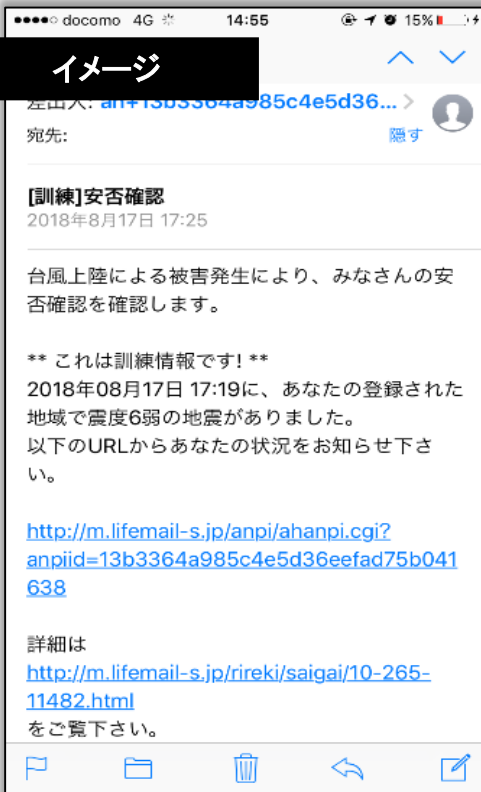 docomo 4G 14:55 15%
イメージ
差出人: an+13b3364a985c4e5d36...
宛先: 隠す
[訓練]安否確認
2018年8月17日 17:25
台風上陸による被害発生により、みなさんの安
否確認を確認します。
** これは訓練情報です! **
2018年08月17日 17:19に、あなたの登録された
地域で震度6弱の地震がありました。
以下のURLからあなたの状況をお知らせ下さ
い。
http://m.lifemail-s.jp/anpi/ahanpi.cgi?
anpiid=13b3364a985c4e5d36eefad75b041
638
詳細は
http://m.lifemail-s.jp/rireki/saigai/10-265-
11482.html
をご覧下さい。